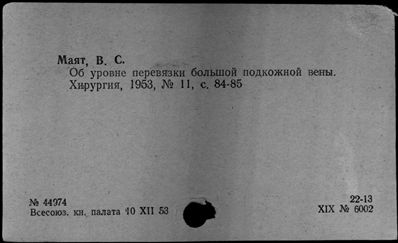 Маят, В. С.
Об уровне перевязки большой подкожной вены.
Хирургия, 1953, № 11, с. 84-85
№ 44974
Всесоюз. кн. палата 10 XII 53
22-13
XIX № 6002